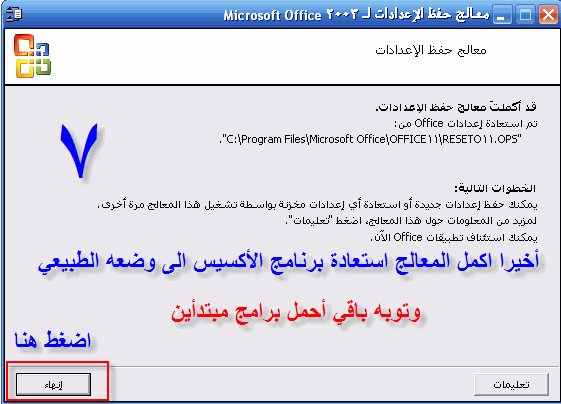 معالج حفظ الإعدادات لـ Microsoft Office ٢٠٠٣
معالج حفظ الإعدادات
قد أكملت معالج حفظ الإعدادات.
تم استعادة إعدادات Office من:
"C:\Program Files\Microsoft Office\OFFICE11\RESETO11.OPS".
٧
الخطوات التالية:
يمكنك حفظ إعدادات جديدة أو استعادة أي إعدادات مخزنة بواسطة تشغيل هذا المعالج مرة أخرى.
لمزيد من المعلومات حول هذا المعالج، اضغط "تعليمات".
يمكنك استئناف تطبيقات Office الآن.
أخيرا اكمل المعالج استعادة برنامج الأكسيس الى وضعه الطبيعي
وتوبه باقي أحمل برامج مبتدأين
اضغط هنا
تعليمات
إنهاء